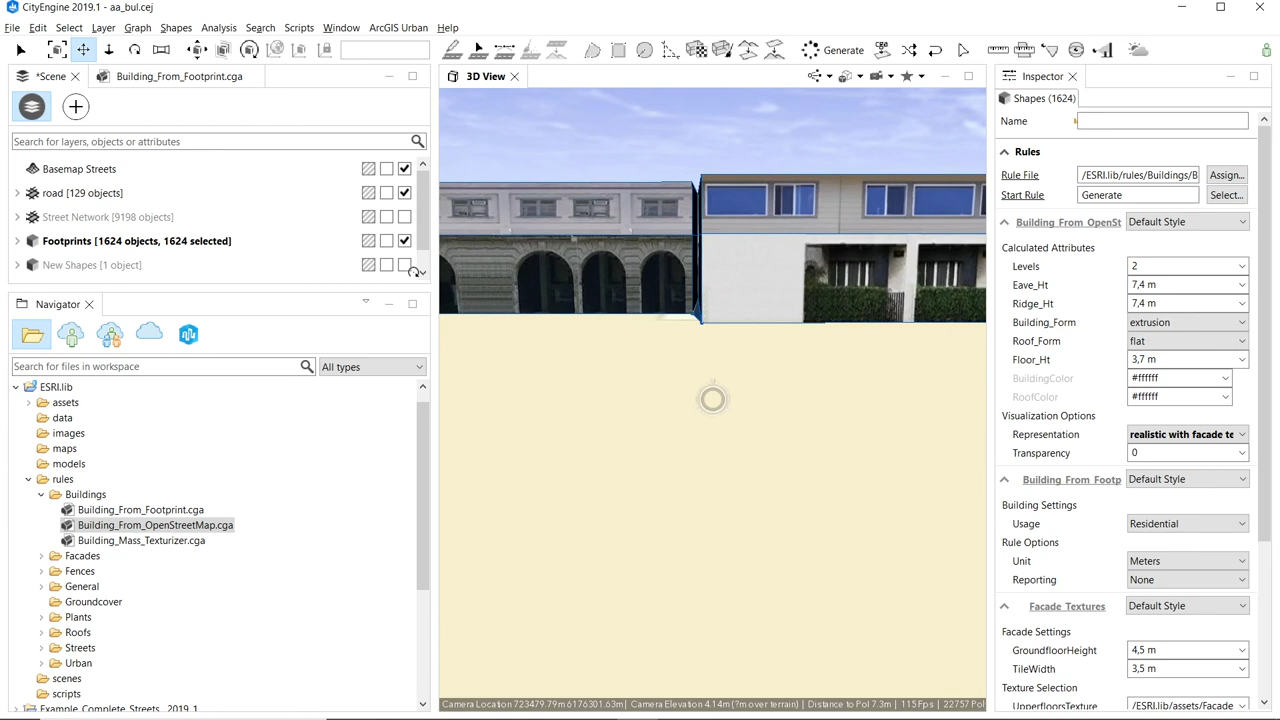 CityEngine 2019.1 - aa_bul.cej
File Edit Select Layer Graph Shapes Analysis Search Scripts Window ArcGIS Urban Help
Generate
*Scene
Building_From_Footprint.cga
Search for layers, objects or attributes
Basemap Streets
road [129 objects]
Street Network [9198 objects]
Footprints [1624 objects, 1624 selected]
New Shapes [1 object]
Navigator
Search for files in workspace
All types
ESRI.lib
assets
data
images
maps
models
rules
Buildings
Building_From_Footprint.cga
Building_From_OpenStreetMap.cga
Building_Mass_Texturizer.cga
Facades
Fences
General
Groundcover
Plants
Roofs
Streets
Urban
scenes
scripts
Example_Complete_Streets_2019_1
3D View
Camera Location 723479.79m 6176301.63m | Camera Elevation 4.14m (?m over terrain) | Distance to PoI 7.3m | 115 Fps | 22757 Pol
Inspector
Shapes (1624)
Name
Rules
Rule File /ESRI.lib/rules/Buildings/B Assign...
Start Rule Generate Select...
Building_From_OpenSt Default Style
Calculated Attributes
Levels 2
Eave_Ht 7,4 m
Ridge_Ht 7,4 m
Building_Form extrusion
Roof_Form flat
Floor_Ht 3,7 m
BuildingColor #ffffff
RoofColor #ffffff
Visualization Options
Representation realistic with facade te
Transparency 0
Building_From_Footp Default Style
Building Settings
Usage Residential
Rule Options
Unit Meters
Reporting None
Facade_Textures Default Style
Facade Settings
GroundfloorHeight 4,5 m
TileWidth 3,5 m
Texture Selection
UpperfloorsTexture /ESRI.lib/assets/Facade